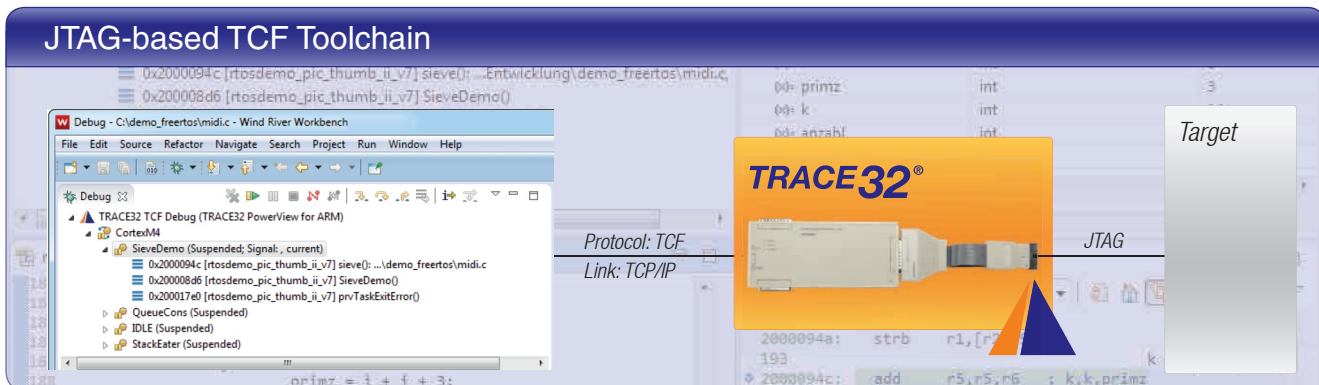 JTAG-based TCF Toolchain
0x2000094c [rtosdemo_pic_thumb_ii_v7] sieve(): ...Entwicklung\demo_freertos\midi.c,
0x200008d6 [rtosdemo_pic_thumb_ii_v7] SieveDemo()
(x)= primz int 3
(x)= k int
(x)= anzahl int
Debug - C:\demo_freertos\midi.c - Wind River Workbench
File Edit Source Refactor Navigate Search Project Run Window Help
Debug
TRACE32 TCF Debug (TRACE32 PowerView for ARM)
CortexM4
SieveDemo (Suspended; Signal: , current)
0x2000094c [rtosdemo_pic_thumb_ii_v7] sieve(): ...\demo_freertos\midi.c
0x200008d6 [rtosdemo_pic_thumb_ii_v7] SieveDemo()
0x200017e0 [rtosdemo_pic_thumb_ii_v7] prvTaskExitError()
QueueCons (Suspended)
IDLE (Suspended)
StackEater (Suspended)
Protocol: TCF
Link: TCP/IP
TRACE32®
JTAG
Target
2000094a: strb r1,[r2
193 k
2000094c: add r5,r5,r6 ; k,k,primz
188 primz = i + i + 3;